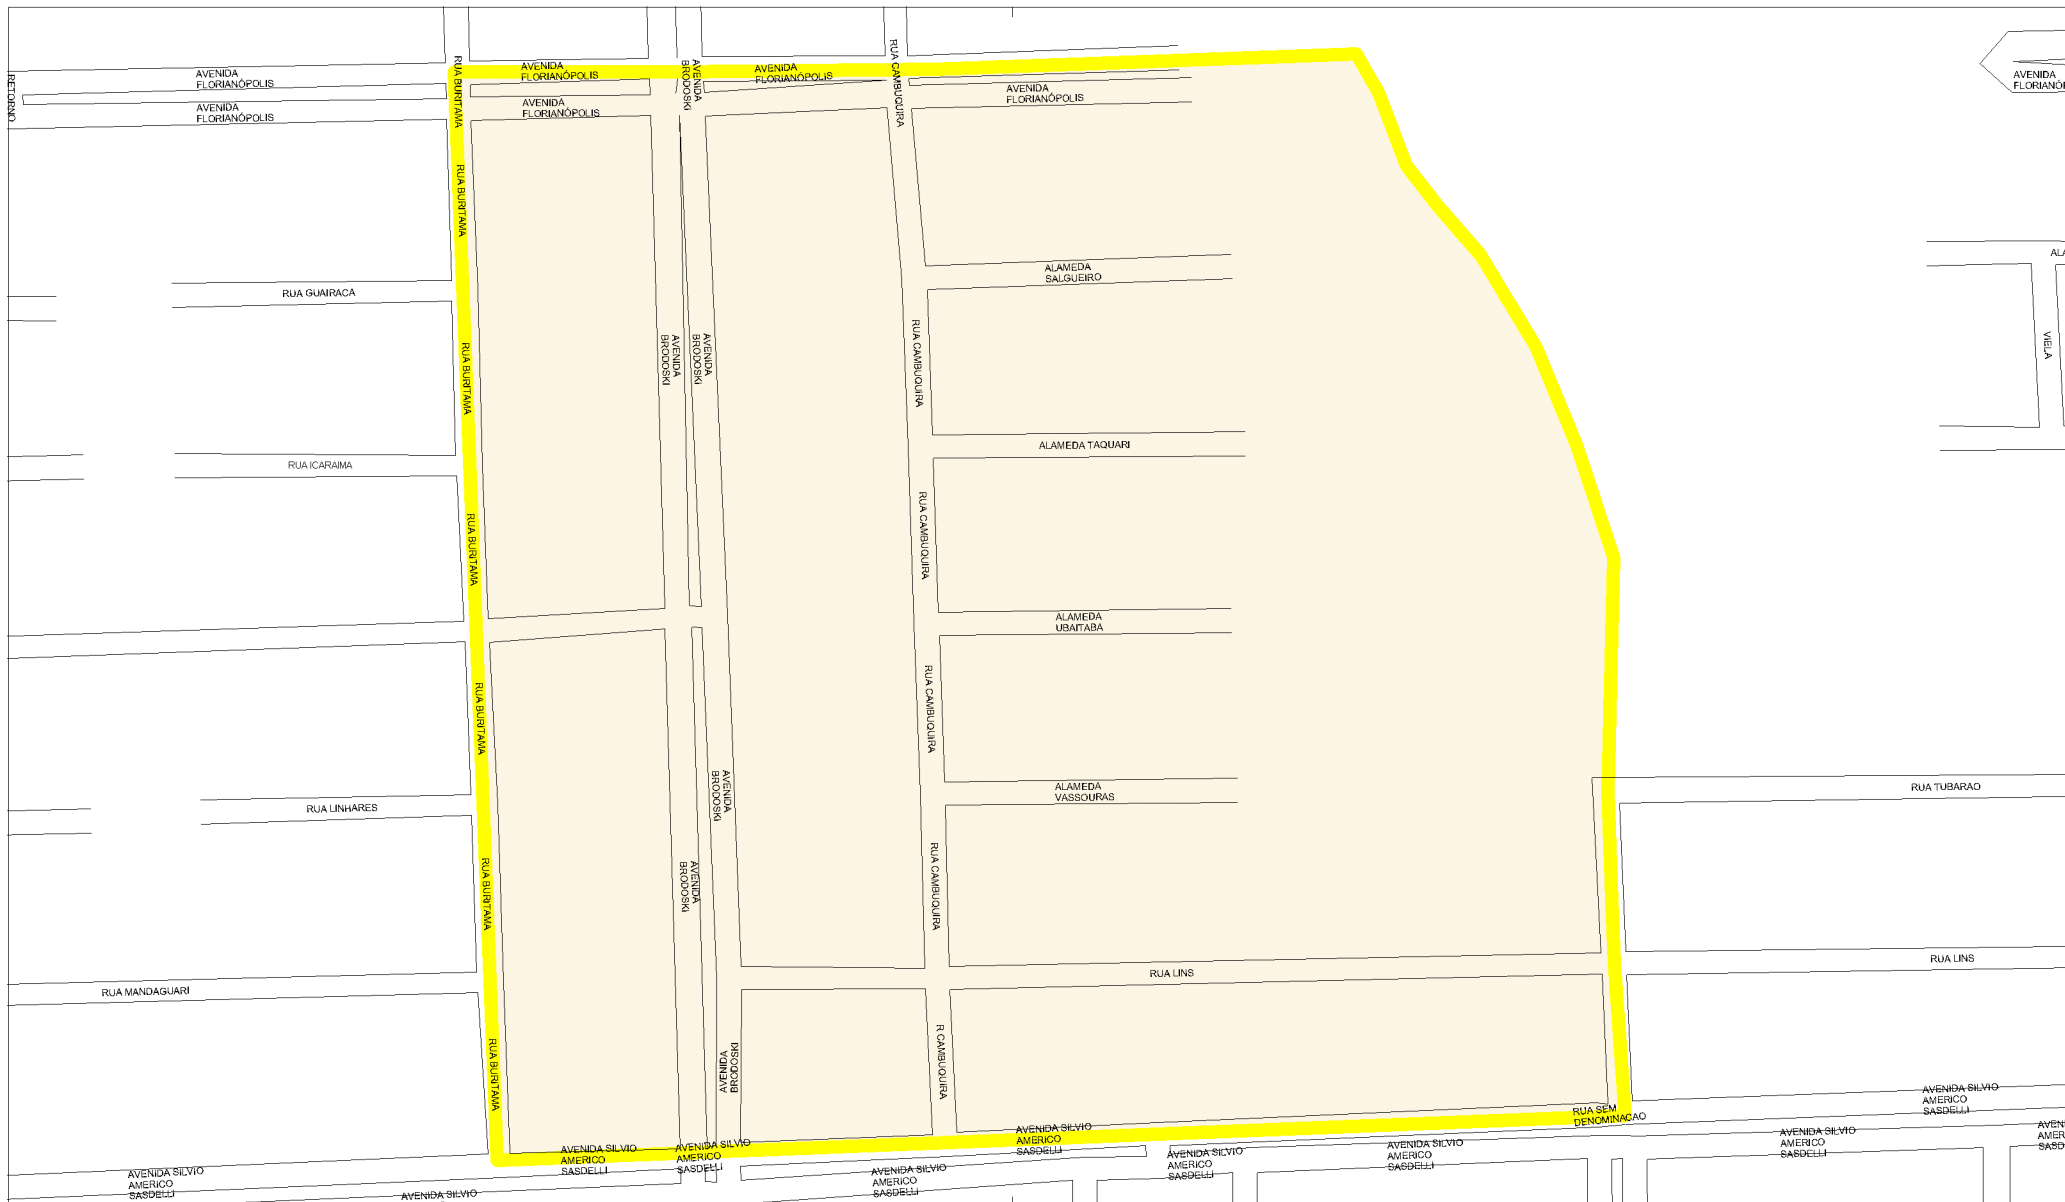 RETORNO
AVENIDA
FLORIANÓPOLIS
AVENIDA
FLORIANÓPOLIS
RUA BURITAMA
AVENIDA
FLORIANÓPOLIS
AVENIDA
FLORIANÓPOLIS
AVENIDA
BRODOSKI
AVENIDA
FLORIANÓPOLIS
RUA CAMBUQUIRA
AVENIDA
FLORIANÓPOLIS
AVENIDA
RUA BURITAMA
ALAMEDA
SALGUEIRO
RUA GUAIRACA
VIELA
RUA BURITAMA
AVENIDA
BRODOSKI
AVENIDA
BRODOSKI
RUA CAMBUQUIRA
ALAMEDA TAQUARI
RUA ICARAIMA
RUA BURITAMA
RUA CAMBUQUIRA
ALAMEDA
UBAITABA
RUA BURITAMA
RUA CAMBUQUIRA
AVENIDA
BRODOSKI
ALAMEDA
VASSOURAS
RUA TUBARAO
RUA LINHARES
RUA BURITAMA
AVENIDA
BRODOSKI
RUA CAMBUQUIRA
RUA LINS
RUA LINS
RUA MANDAGUARI
RUA BURITAMA
AVENIDA
BRODOSKI
R CAMBUQUIRA
RUA SEM
DENOMINACAO
AVENIDA SILVIO
AMERICO
SASDELLI
AVENIDA SILVIO
AMERICO
SASDELLI
AVENIDA SILVIO
AMERICO
SASDELLI
AVENIDA SILVIO
AMERICO
SASDELLI
AVENIDA SILVIO
AMERICO
SASDELLI
AVENIDA SILVIO
AMERICO
SASDELLI
AVENIDA SILVIO
AMERICO
SASDELLI
AVENIDA SILVIO
AMERICO
SASDELLI
AVENIDA SILVIO
AMERICO
SASDELLI
AVENIDA SILVIO